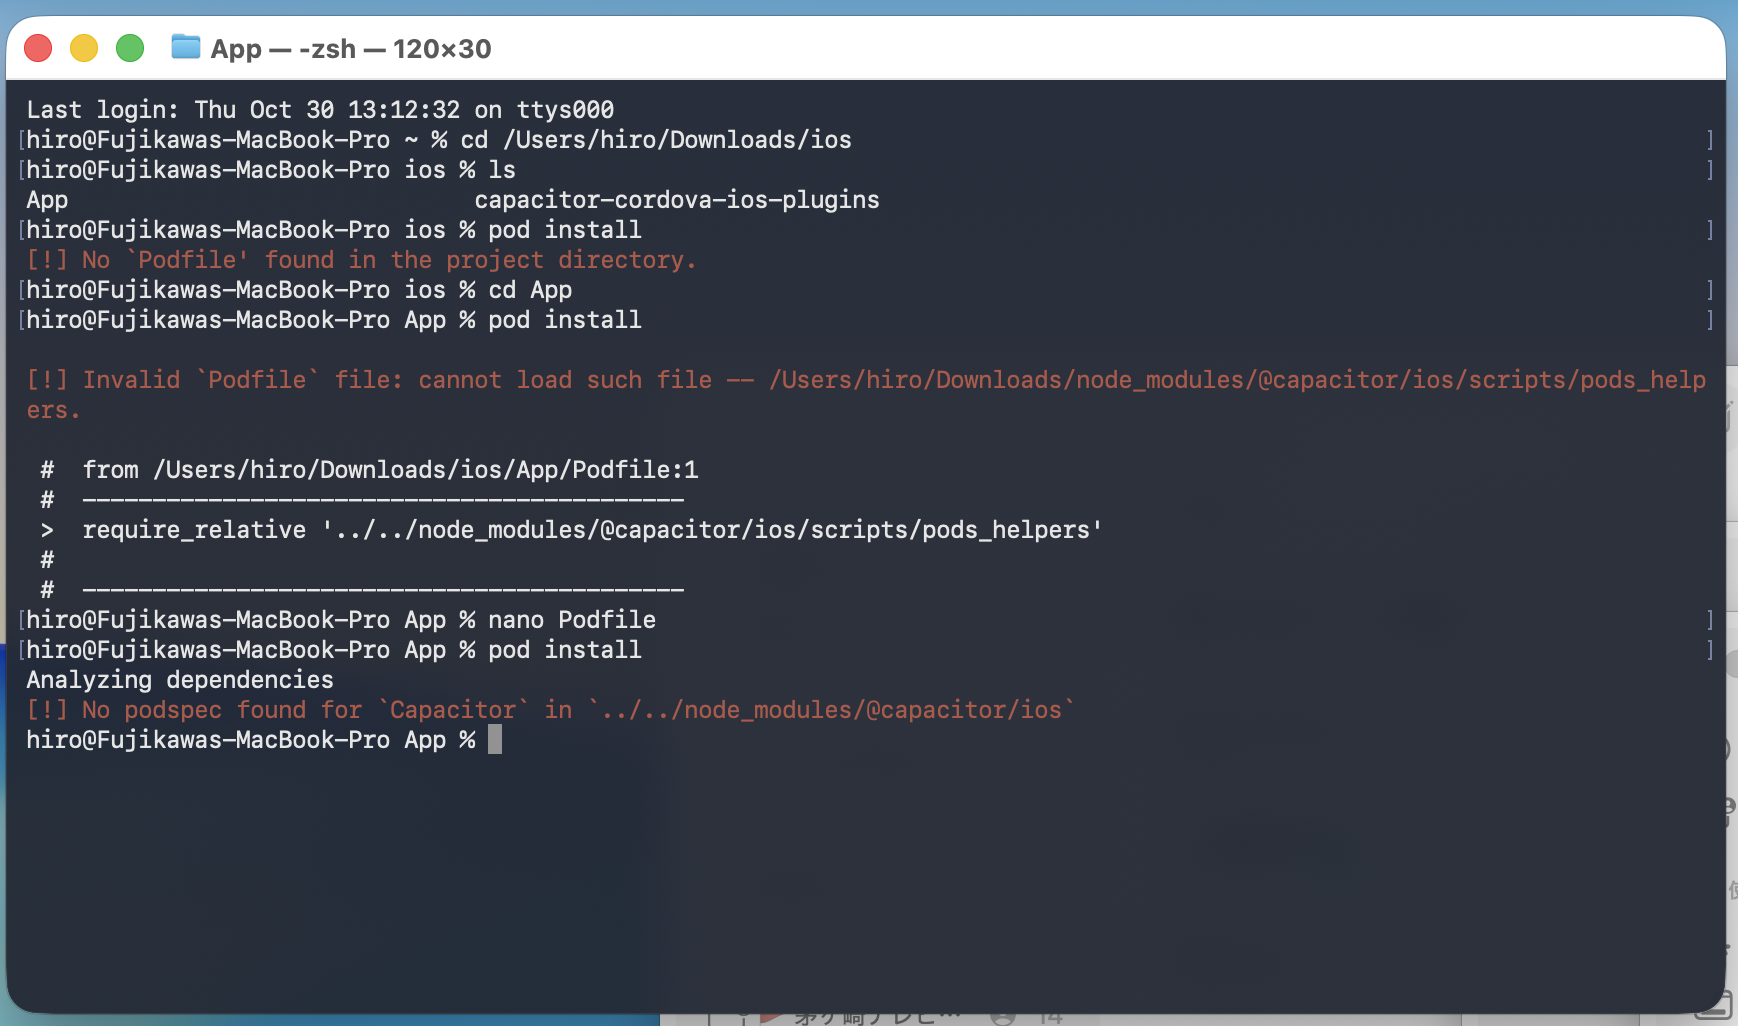 App — -zsh — 120×30
Last login: Thu Oct 30 13:12:32 on ttys000
[hiro@Fujikawas-MacBook-Pro ~ % cd /Users/hiro/Downloads/ios ]
[hiro@Fujikawas-MacBook-Pro ios % ls ]
App capacitor-cordova-ios-plugins
[hiro@Fujikawas-MacBook-Pro ios % pod install ]
[!] No `Podfile' found in the project directory.
[hiro@Fujikawas-MacBook-Pro ios % cd App ]
[hiro@Fujikawas-MacBook-Pro App % pod install ]
[!] Invalid `Podfile` file: cannot load such file -- /Users/hiro/Downloads/node_modules/@capacitor/ios/scripts/pods_help
ers.
# from /Users/hiro/Downloads/ios/App/Podfile:1
# -------------------------------------------
> require_relative '../../node_modules/@capacitor/ios/scripts/pods_helpers'
#
# -------------------------------------------
[hiro@Fujikawas-MacBook-Pro App % nano Podfile ]
[hiro@Fujikawas-MacBook-Pro App % pod install ]
Analyzing dependencies
[!] No podspec found for `Capacitor` in `../../node_modules/@capacitor/ios`
hiro@Fujikawas-MacBook-Pro App %